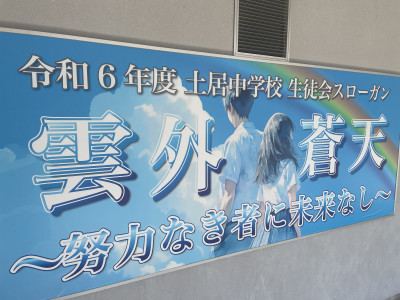 令和6年度 土居中学校 生徒会スローガン
雲外 蒼天
～努力なき者に未来なし～